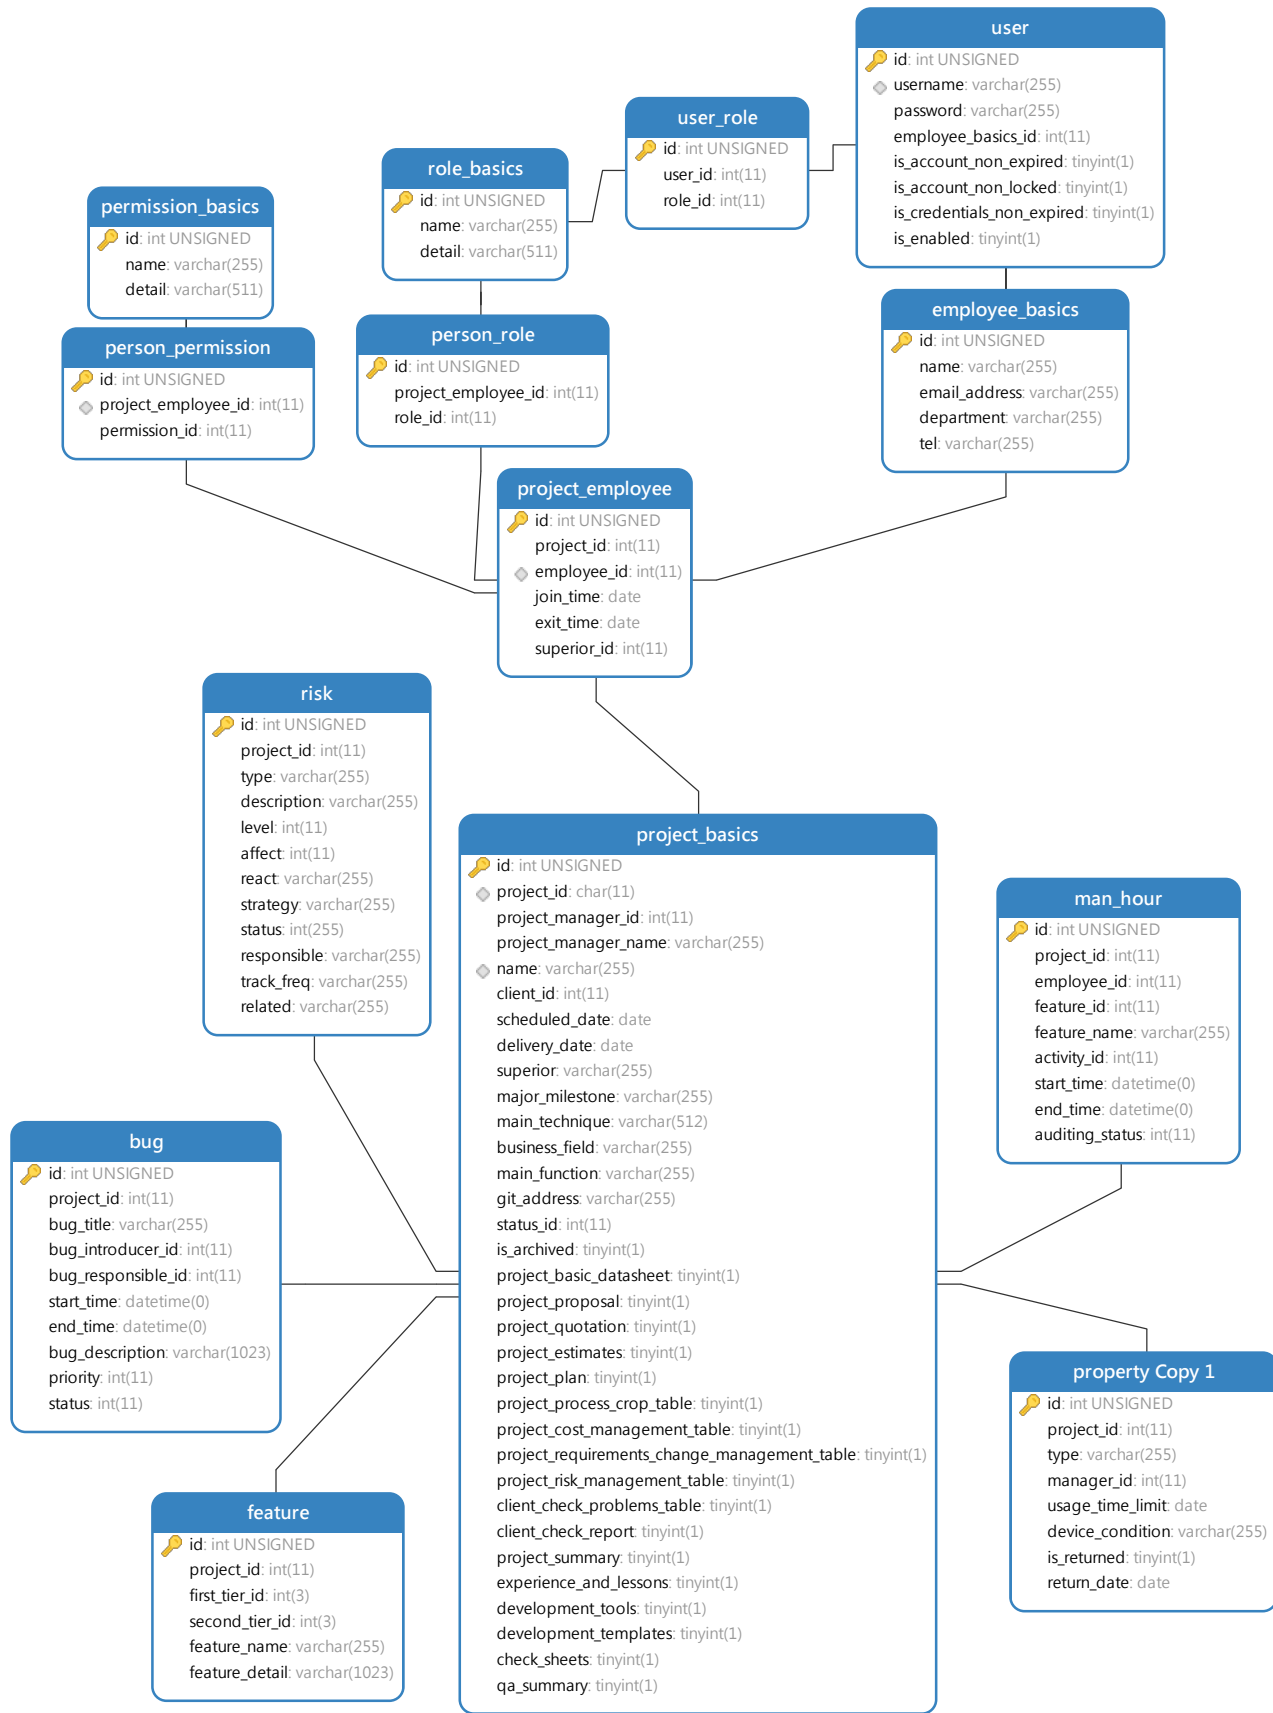 user
id: int UNSIGNED
username: varchar(255)
password: varchar(255)
employee_basics_id: int(11)
is_account_non_expired: tinyint(1)
is_account_non_locked: tinyint(1)
is_credentials_non_expired: tinyint(1)
is_enabled: tinyint(1)
user_role
id: int UNSIGNED
user_id: int(11)
role_id: int(11)
role_basics
id: int UNSIGNED
name: varchar(255)
detail: varchar(511)
permission_basics
id: int UNSIGNED
name: varchar(255)
detail: varchar(511)
employee_basics
id: int UNSIGNED
name: varchar(255)
email_address: varchar(255)
department: varchar(255)
tel: varchar(255)
person_role
id: int UNSIGNED
project_employee_id: int(11)
role_id: int(11)
person_permission
id: int UNSIGNED
project_employee_id: int(11)
permission_id: int(11)
project_employee
id: int UNSIGNED
project_id: int(11)
employee_id: int(11)
join_time: date
exit_time: date
superior_id: int(11)
risk
id: int UNSIGNED
project_id: int(11)
type: varchar(255)
description: varchar(255)
level: int(11)
affect: int(11)
react: varchar(255)
strategy: varchar(255)
status: int(255)
responsible: varchar(255)
track_freq: varchar(255)
related: varchar(255)
project_basics
id: int UNSIGNED
project_id: char(11)
project_manager_id: int(11)
project_manager_name: varchar(255)
name: varchar(255)
client_id: int(11)
scheduled_date: date
delivery_date: date
superior: varchar(255)
major_milestone: varchar(255)
main_technique: varchar(512)
business_field: varchar(255)
main_function: varchar(255)
git_address: varchar(255)
status_id: int(11)
is_archived: tinyint(1)
project_basic_datasheet: tinyint(1)
project_proposal: tinyint(1)
project_quotation: tinyint(1)
project_estimates: tinyint(1)
project_plan: tinyint(1)
project_process_crop_table: tinyint(1)
project_cost_management_table: tinyint(1)
project_requirements_change_management_table: tinyint(1)
project_risk_management_table: tinyint(1)
client_check_problems_table: tinyint(1)
client_check_report: tinyint(1)
project_summary: tinyint(1)
experience_and_lessons: tinyint(1)
development_tools: tinyint(1)
development_templates: tinyint(1)
check_sheets: tinyint(1)
qa_summary: tinyint(1)
man_hour
id: int UNSIGNED
project_id: int(11)
employee_id: int(11)
feature_id: int(11)
feature_name: varchar(255)
activity_id: int(11)
start_time: datetime(0)
end_time: datetime(0)
auditing_status: int(11)
bug
id: int UNSIGNED
project_id: int(11)
bug_title: varchar(255)
bug_introducer_id: int(11)
bug_responsible_id: int(11)
start_time: datetime(0)
end_time: datetime(0)
bug_description: varchar(1023)
priority: int(11)
status: int(11)
property Copy 1
id: int UNSIGNED
project_id: int(11)
type: varchar(255)
manager_id: int(11)
usage_time_limit: date
device_condition: varchar(255)
is_returned: tinyint(1)
return_date: date
feature
id: int UNSIGNED
project_id: int(11)
first_tier_id: int(3)
second_tier_id: int(3)
feature_name: varchar(255)
feature_detail: varchar(1023)